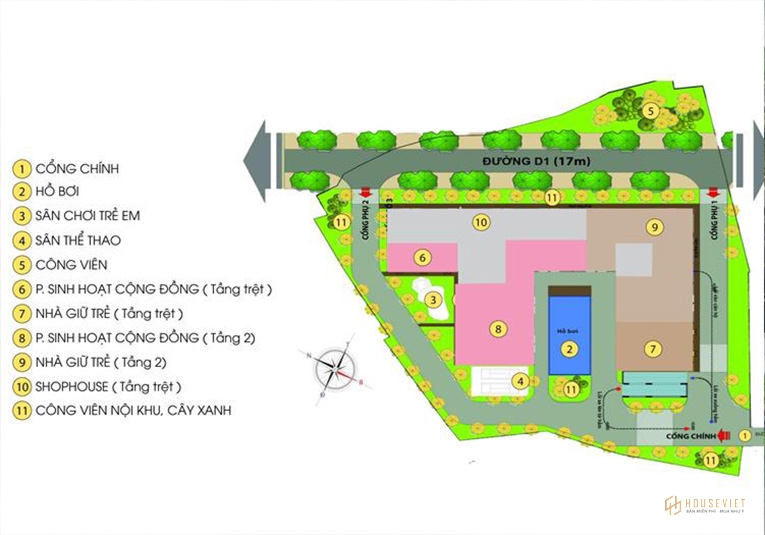 1 CỔNG CHÍNH
2 HỒ BƠI
3 SÂN CHƠI TRẺ EM
4 SÂN THỂ THAO
5 CÔNG VIÊN
6 P. SINH HOẠT CỘNG ĐỒNG ( Tầng trệt )
7 NHÀ GIỮ TRẺ ( Tầng trệt )
8 P. SINH HOẠT CỘNG ĐỒNG ( Tầng 2)
9 NHÀ GIỮ TRẺ ( Tầng 2)
10 SHOPHOUSE ( Tầng trệt )
11 CÔNG VIÊN NỘI KHU, CÂY XANH
5
ĐƯỜNG D1 (17m)
CỔNG PHỤ 2
CỔNG PHỤ 1
11
11
10
9
6
3
8
Hồ bơi
2
7
4
11
N
T
Đ
B
CỔNG CHÍNH
1
11
HOUSEVIET
BÁN MIỄN PHÍ - MUA NHƯ Ý